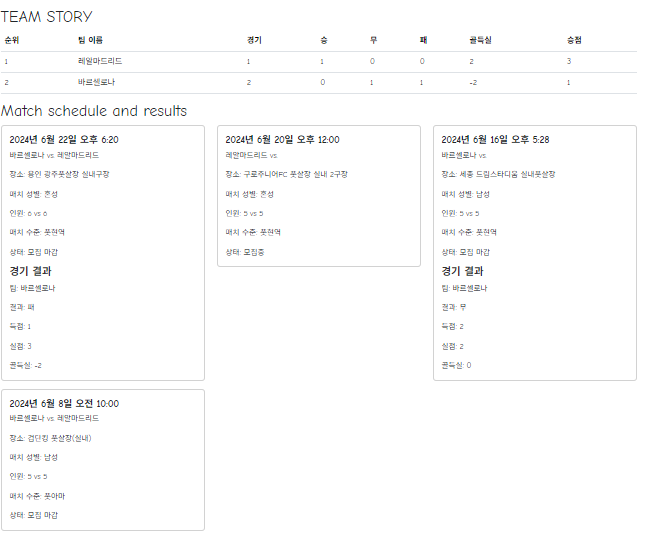 TEAM STORY
순위 팀 이름 경기 승 무 패 골득실 승점
1 레알마드리드 1 1 0 0 2 3
2 바르셀로나 2 0 1 1 -2 1
Match schedule and results
2024년 6월 22일 오후 6:20
바르셀로나 vs 레알마드리드
장소: 용인 광주풋살장 실내구장
매치 성별: 혼성
인원: 6 vs 6
매치 수준: 풋현역
상태: 모집 마감
경기 결과
팀: 바르셀로나
결과: 패
득점: 1
실점: 3
골득실: -2
2024년 6월 20일 오후 12:00
레알마드리드 vs
장소: 구로주니어FC 풋살장 실내 2구장
매치 성별: 혼성
인원: 5 vs 5
매치 수준: 풋현역
상태: 모집중
2024년 6월 16일 오후 5:28
바르셀로나 vs
장소: 세종 드림스타디움 실내풋살장
매치 성별: 남성
인원: 5 vs 5
매치 수준: 풋현역
상태: 모집 마감
경기 결과
팀: 바르셀로나
결과: 무
득점: 2
실점: 2
골득실: 0
2024년 6월 8일 오전 10:00
바르셀로나 vs 레알마드리드
장소: 검단킹 풋살장(실내)
매치 성별: 남성
인원: 5 vs 5
매치 수준: 풋아마
상태: 모집 마감